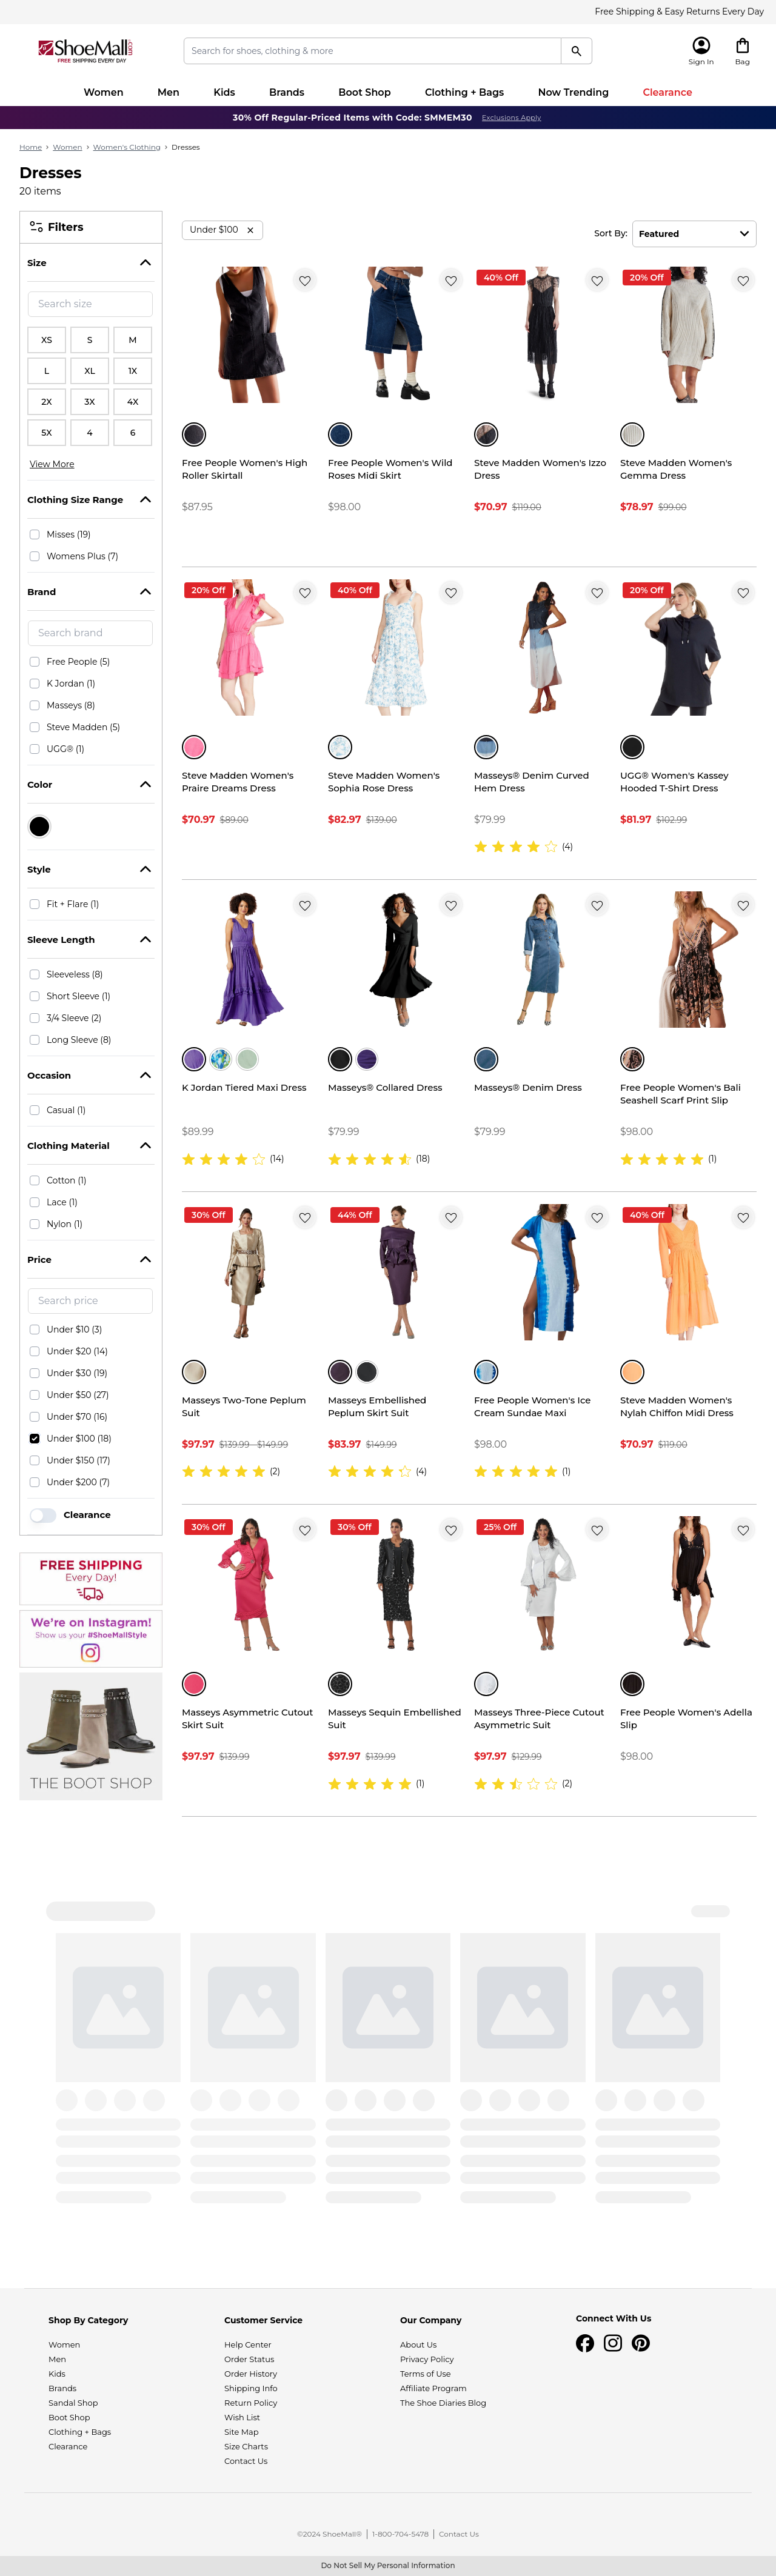 Free Shipping & Easy Returns Every Day
ShoeMall.com
FREE SHIPPING EVERY DAY
Search for shoes, clothing & more
Sign In
Bag
Women
Men
Kids
Brands
Boot Shop
Clothing + Bags
Now Trending
Clearance
30% Off Regular-Priced Items with Code: SMMEM30 Exclusions Apply
Home > Women > Women's Clothing > Dresses
Dresses
20 items
Filters
Size
Search size
XS S M
L XL 1X
2X 3X 4X
5X 4 6
View More
Clothing Size Range
Misses (19)
Womens Plus (7)
Brand
Search brand
Free People (5)
K Jordan (1)
Masseys (8)
Steve Madden (5)
UGG® (1)
Color
Style
Fit + Flare (1)
Sleeve Length
Sleeveless (8)
Short Sleeve (1)
3/4 Sleeve (2)
Long Sleeve (8)
Occasion
Casual (1)
Clothing Material
Cotton (1)
Lace (1)
Nylon (1)
Price
Search price
Under $10 (3)
Under $20 (14)
Under $30 (19)
Under $50 (27)
Under $70 (16)
Under $100 (18)
Under $150 (17)
Under $200 (7)
Clearance
FREE SHIPPING
Every Day!
We're on Instagram!
Show us your #ShoeMallStyle
THE BOOT SHOP
Under $100
Sort By: Featured
Free People Women's High
Roller Skirtall
$87.95
Free People Women's Wild
Roses Midi Skirt
$98.00
40% Off
Steve Madden Women's Izzo
Dress
$70.97 $119.00
20% Off
Steve Madden Women's
Gemma Dress
$78.97 $99.00
20% Off
Steve Madden Women's
Praire Dreams Dress
$70.97 $89.00
40% Off
Steve Madden Women's
Sophia Rose Dress
$82.97 $139.00
Masseys® Denim Curved
Hem Dress
$79.99
(4)
20% Off
UGG® Women's Kassey
Hooded T-Shirt Dress
$81.97 $102.99
K Jordan Tiered Maxi Dress
$89.99
(14)
Masseys® Collared Dress
$79.99
(18)
Masseys® Denim Dress
$79.99
Free People Women's Bali
Seashell Scarf Print Slip
$98.00
(1)
30% Off
Masseys Two-Tone Peplum
Suit
$97.97 $139.99 - $149.99
(2)
44% Off
Masseys Embellished
Peplum Skirt Suit
$83.97 $149.99
(4)
Free People Women's Ice
Cream Sundae Maxi
$98.00
(1)
40% Off
Steve Madden Women's
Nylah Chiffon Midi Dress
$70.97 $119.00
30% Off
Masseys Asymmetric Cutout
Skirt Suit
$97.97 $139.99
30% Off
Masseys Sequin Embellished
Suit
$97.97 $139.99
(1)
25% Off
Masseys Three-Piece Cutout
Asymmetric Suit
$97.97 $129.99
(2)
Free People Women's Adella
Slip
$98.00
Shop By Category
Women
Men
Kids
Brands
Sandal Shop
Boot Shop
Clothing + Bags
Clearance
Customer Service
Help Center
Order Status
Order History
Shipping Info
Return Policy
Wish List
Site Map
Size Charts
Contact Us
Our Company
About Us
Privacy Policy
Terms of Use
Affiliate Program
The Shoe Diaries Blog
Connect With Us
©2024 ShoeMall® | 1-800-704-5478 | Contact Us
Do Not Sell My Personal Information